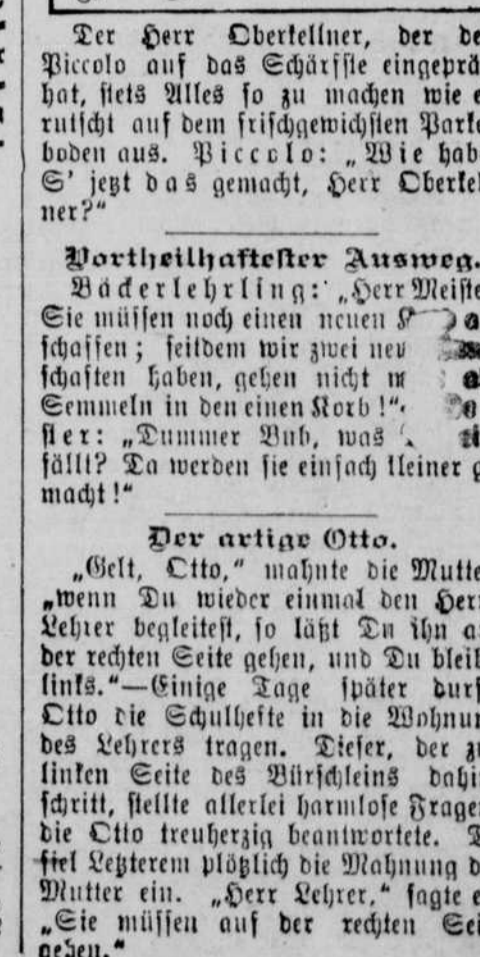 Der Herr Oberkellner, der de
Piccolo auf das Schärfste eingeprä
hat, stets Alles so zu machen wie e
rutscht auf dem frischgewichsten Parke
boden aus. Piccolo: „Wie hab
S' jetzt das gemacht, Herr Oberkel
ner?“
Vortheilhaftester Ausweg.
Bäckerlehrling: „Herr Meiste
Sie müssen noch einen neuen
schaffen; seitdem wir zwei neu
schaften haben, gehen nicht
Semmeln in den einen Korb!“
ster: „Dummer Bub, was
fällt? Da werden sie einfach kleiner g
macht!“
Der artige Otto.
„Gelt, Otto,“ mahnte die Mutte
„wenn Du wieder einmal den Herr
Lehrer begleitest, so läßt Du ihn a
der rechten Seite gehen, und Du bleib
links.“—Einige Tage später durf
Otto die Schulhefte in die Wohnun
des Lehrers tragen. Dieser, der zu
linken Seite des Bürschleins dahi
schritt, stellte allerlei harmlose Frage
die Otto treuherzig beantwortete. D
fiel Letzterem plötzlich die Mahnung d
Mutter ein. „Herr Lehrer,“ sagte e
„Sie müssen auf der rechten Sei
gehen.“